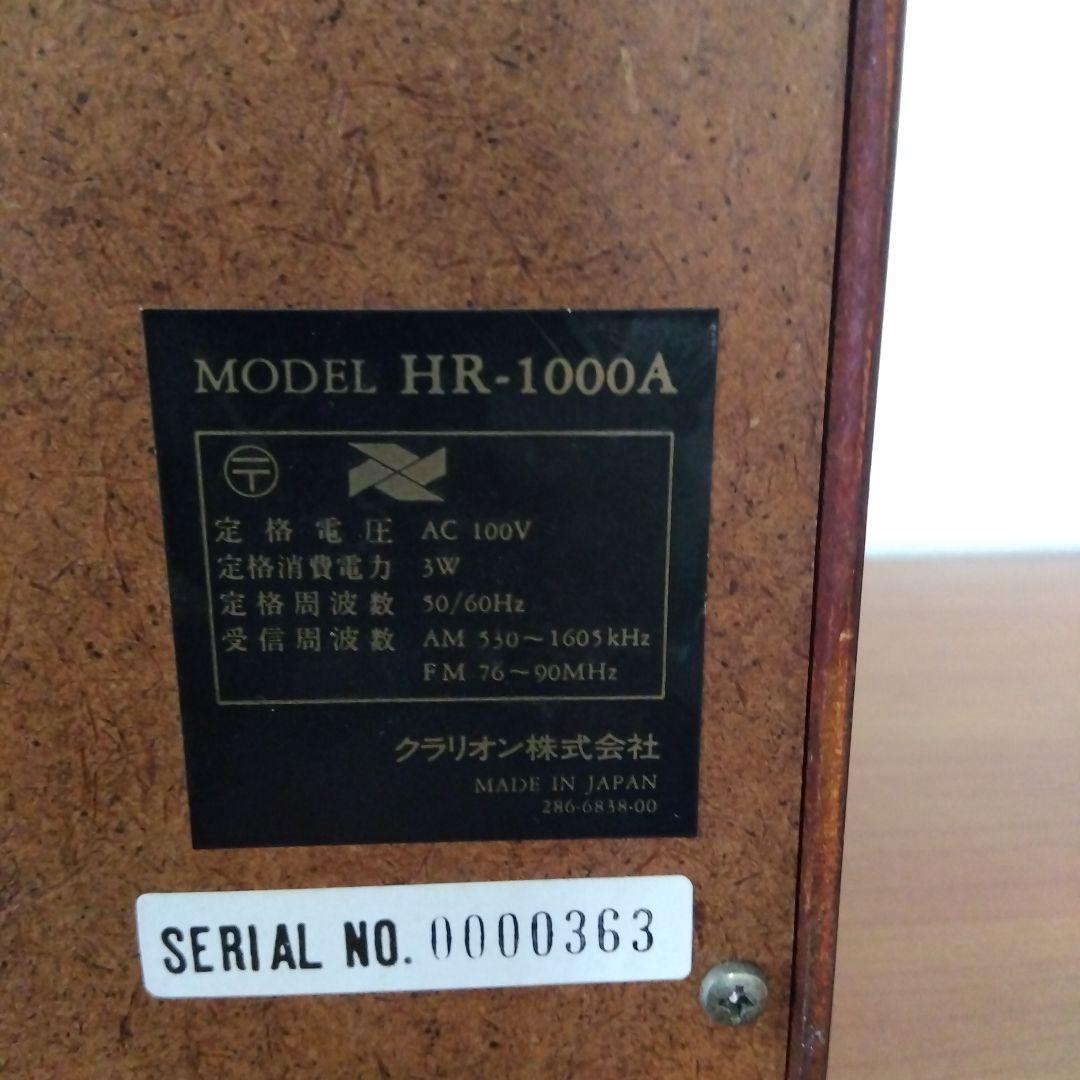 MODEL HR-1000A
〒
定格電圧 AC 100V
定格消費電力 3W
定格周波数 50/60Hz
受信周波数 AM 530〜1605kHz
FM 76〜90MHz
クラリオン株式会社
MADE IN JAPAN
286-6838-00
SERIAL NO. 0000363